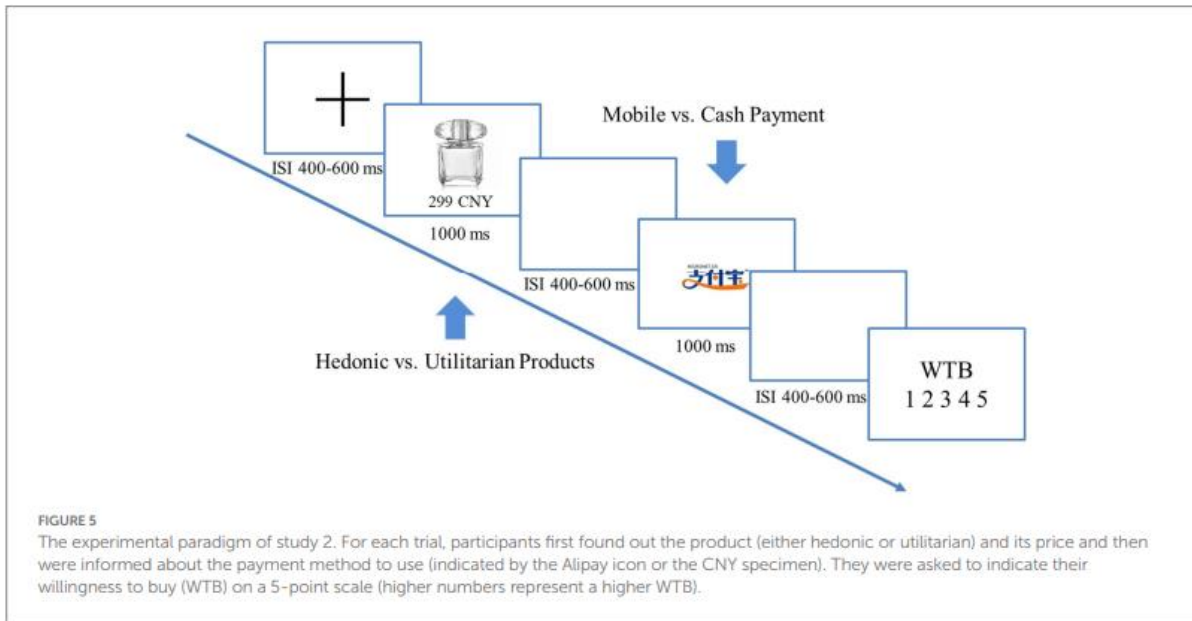 ISI 400-600 ms
299 CNY
1000 ms
Hedonic vs. Utilitarian Products
ISI 400-600 ms
Mobile vs. Cash Payment
支付宝
1000 ms
ISI 400-600 ms
WTB
1 2 3 4 5
FIGURE 5
The experimental paradigm of study 2. For each trial, participants first found out the product (either hedonic or utilitarian) and its price and then
were informed about the payment method to use (indicated by the Alipay icon or the CNY specimen). They were asked to indicate their
willingness to buy (WTB) on a 5-point scale (higher numbers represent a higher WTB).